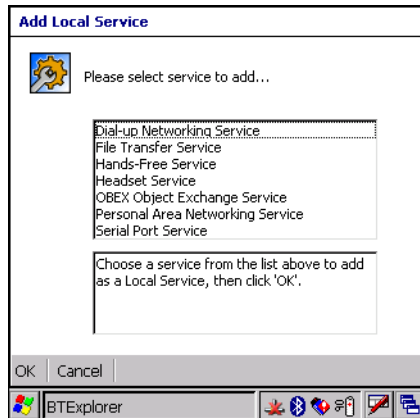 Add Local Service
Please select service to add...
Dial-up Networking Service
File Transfer Service
Hands-Free Service
Headset Service
OBEX Object Exchange Service
Personal Area Networking Service
Serial Port Service
Choose a service from the list above to add
as a Local Service, then click 'OK'.
OK Cancel
BTExplorer